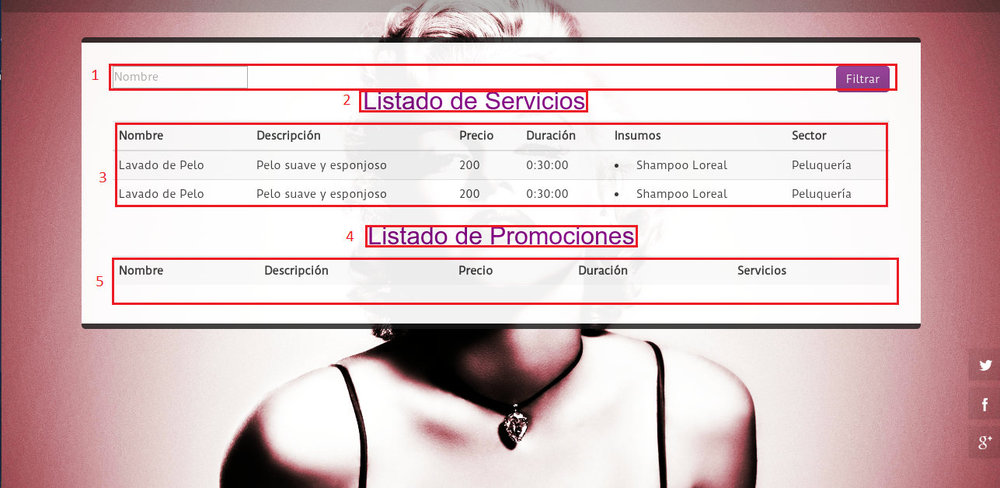 1 Nombre Filtrar
2 Listado de Servicios
Nombre Descripción Precio Duración Insumos Sector
3
Lavado de Pelo Pelo suave y esponjoso 200 0:30:00 • Shampoo Loreal Peluquería
Lavado de Pelo Pelo suave y esponjoso 200 0:30:00 • Shampoo Loreal Peluquería
4 Listado de Promociones
Nombre Descripción Precio Duración Servicios
5